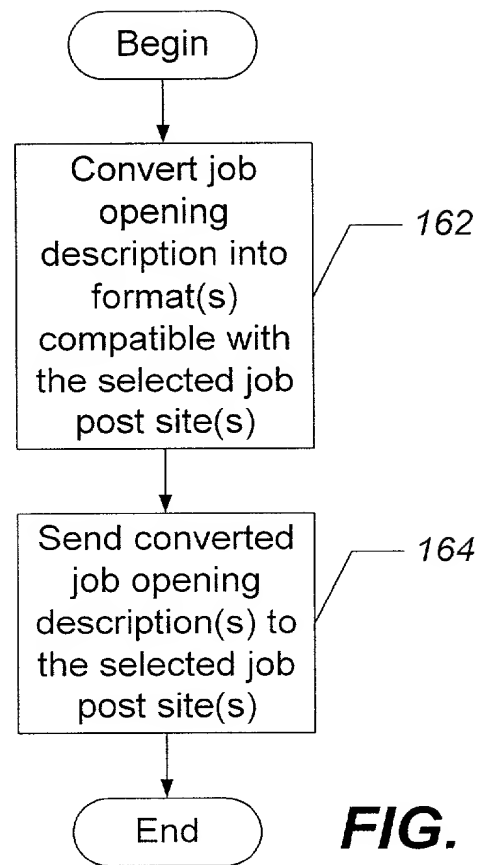 Begin
Convert job
opening
description into
format(s)
compatible with
the selected job
post site(s)
162
Send converted
job opening
description(s) to
the selected job
post site(s)
164
End
FIG.